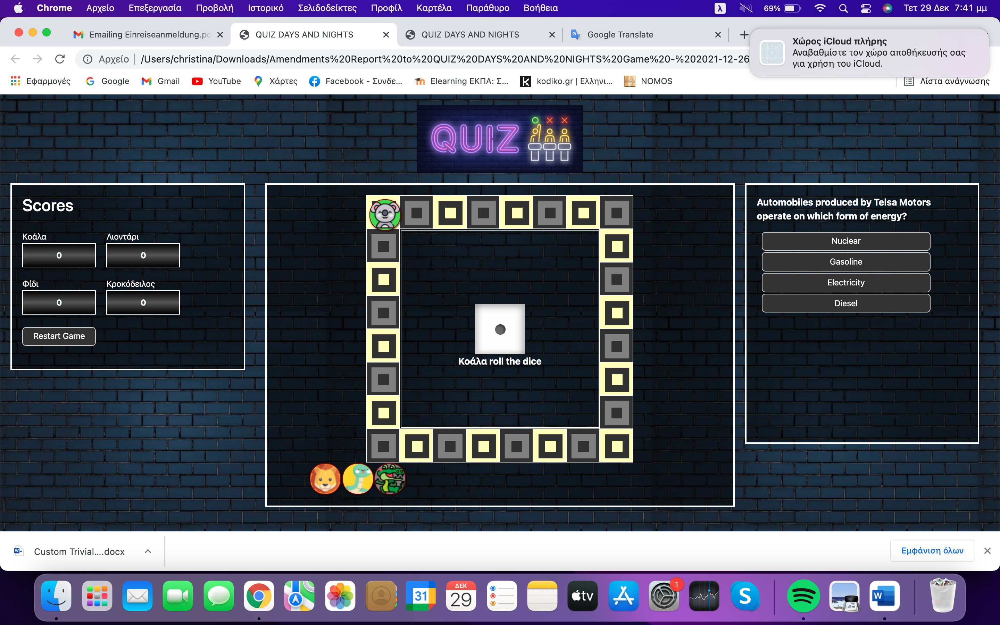 Chrome Αρχείο Επεξεργασία Προβολή Ιστορικό Σελιδοδείκτες Προφίλ Καρτέλα Παράθυρο Βοήθεια λ 69% Τετ 29 Δεκ 7:41 μμ
Emailing Einreiseanmeldung.pd QUIZ DAYS AND NIGHTS QUIZ DAYS AND NIGHTS Google Translate
Χώρος iCloud πλήρης
Αναβαθμίστε τον χώρο αποθήκευσής σας
για χρήση του iCloud.
Αρχείο /Users/christina/Downloads/Amendments%20Report%20to%20QUIZ%20DAYS%20AND%20NIGHTS%20Game%20-%202021-12-26
Εφαρμογές Google Gmail YouTube Χάρτες Facebook - Συνδε... Elearning ΕΚΠΑ: Σ... kodiko.gr | Ελληνι... NOMOS Λίστα ανάγνωσης
QUIZ
Scores
Κοάλα Λιοντάρι
0 0
Φίδι Κροκόδειλος
0 0
Restart Game
Κοάλα roll the dice
Automobiles produced by Telsa Motors
operate on which form of energy?
Nuclear
Gasoline
Electricity
Diesel
Custom Trivial....docx Εμφάνιση όλων
31 ΔΕΚ 29 tv 1 S W